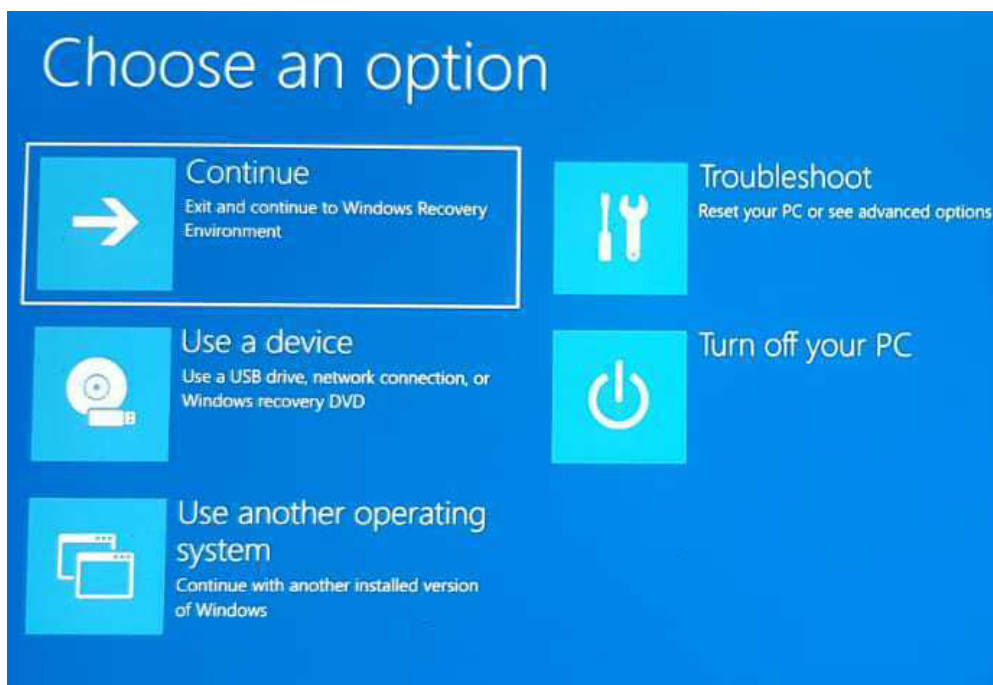 Choose an option
Continue
Exit and continue to Windows Recovery
Environment
Use a device
Use a USB drive, network connection, or
Windows recovery DVD
Use another operating
system
Continue with another installed version
of Windows
Troubleshoot
Reset your PC or see advanced options
Turn off your PC